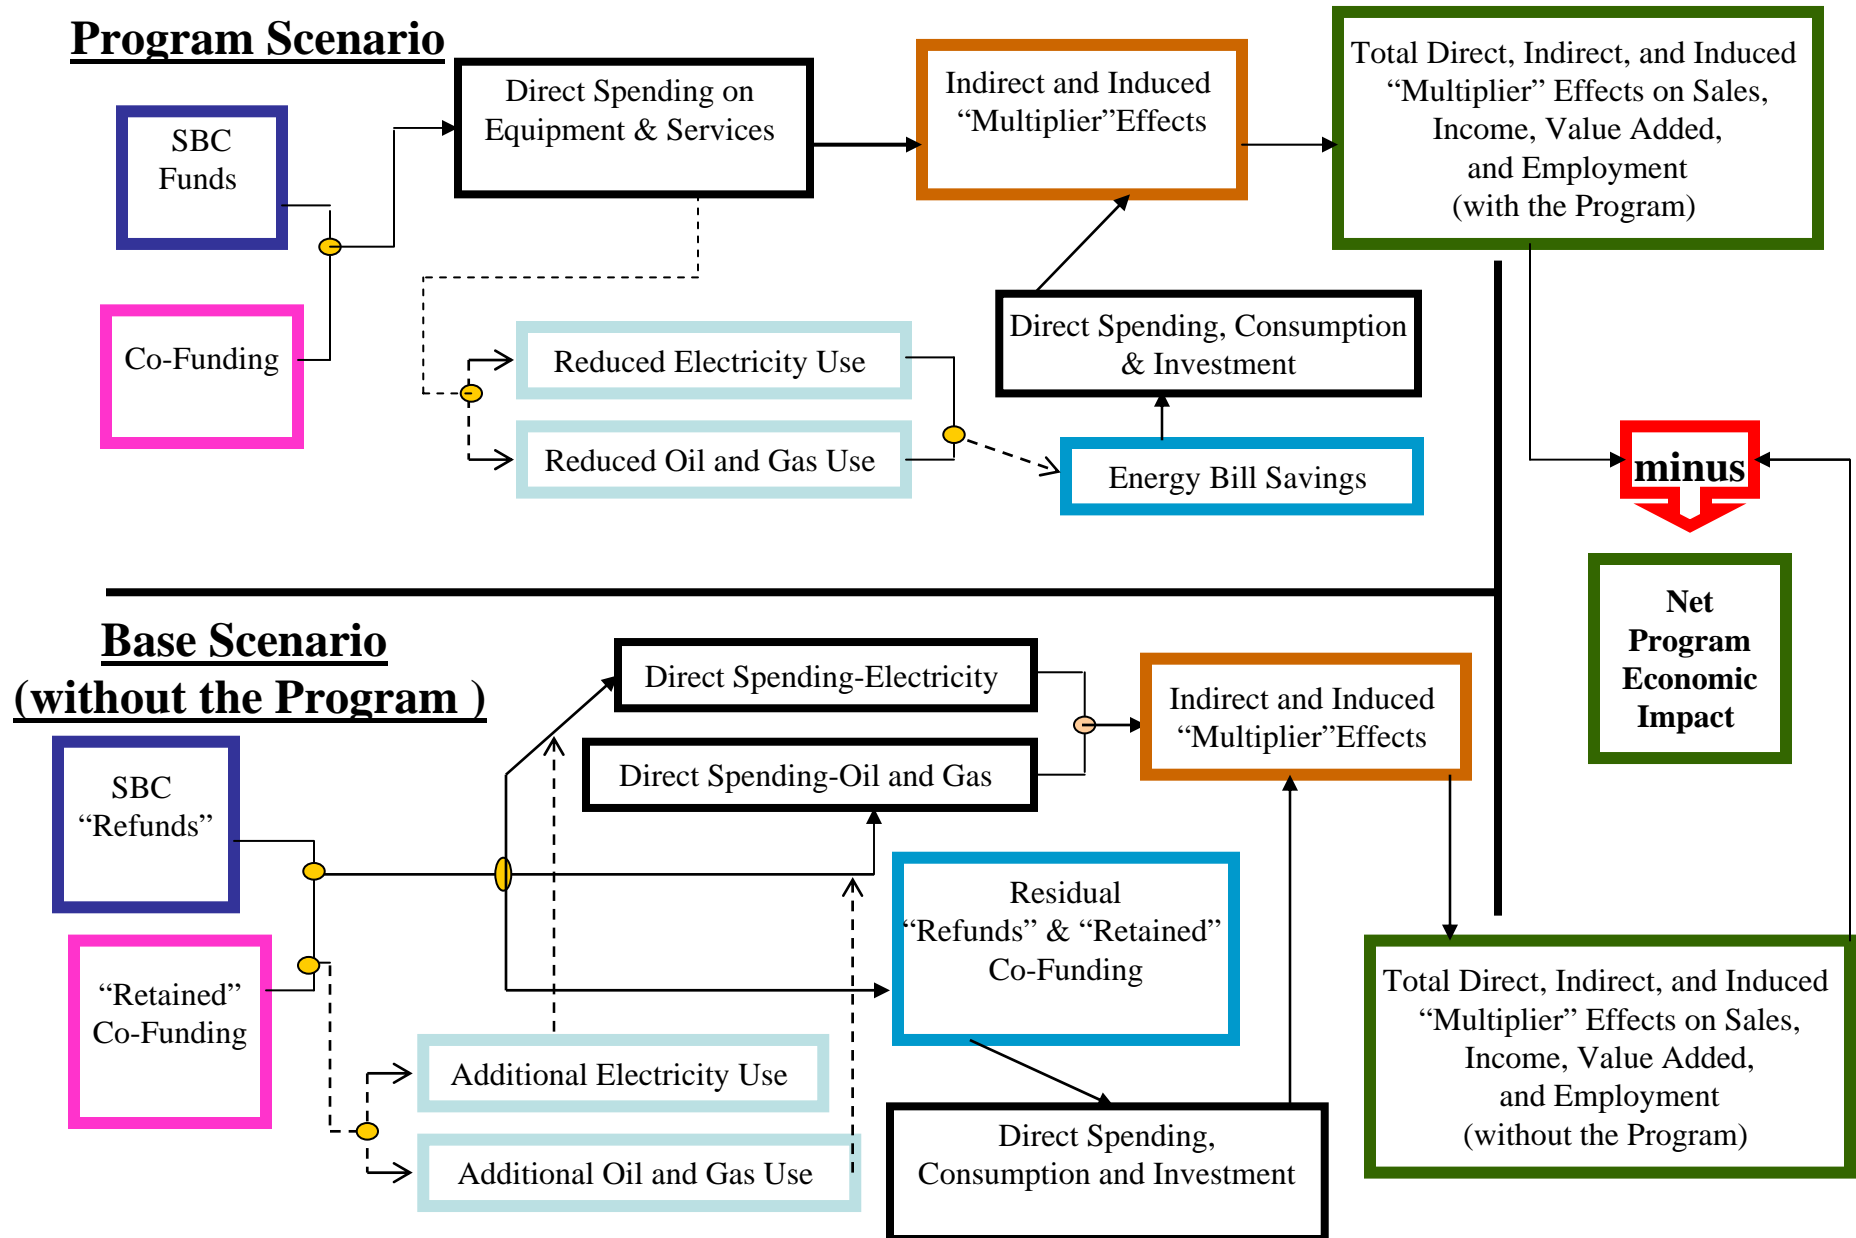 Program Scenario
SBC
Funds
Co-Funding
Direct Spending on
Equipment & Services
Indirect and Induced
“Multiplier”Effects
Total Direct, Indirect, and Induced
“Multiplier” Effects on Sales,
Income, Value Added,
and Employment
(with the Program)
Direct Spending, Consumption
& Investment
Reduced Electricity Use
Reduced Oil and Gas Use
Energy Bill Savings
minus
Net
Program
Economic
Impact
Base Scenario
(without the Program )
SBC
“Refunds”
“Retained”
Co-Funding
Direct Spending-Electricity
Direct Spending-Oil and Gas
Indirect and Induced
“Multiplier”Effects
Residual
“Refunds” & “Retained”
Co-Funding
Additional Electricity Use
Additional Oil and Gas Use
Direct Spending,
Consumption and Investment
Total Direct, Indirect, and Induced
“Multiplier” Effects on Sales,
Income, Value Added,
and Employment
(without the Program)